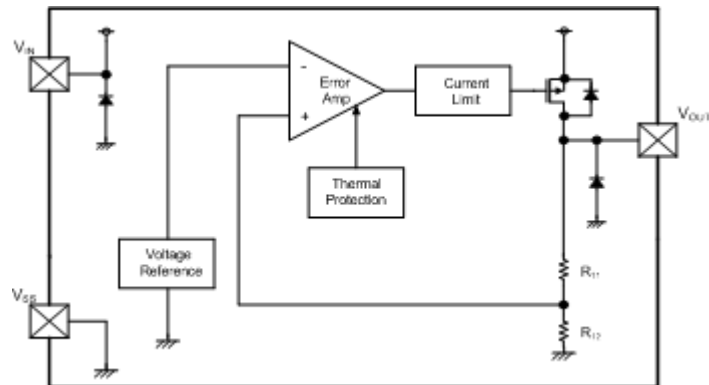 VIN
-
Error
Amp
+
Current
Limit
VOUT
Thermal
Protection
Voltage
Reference
R11
VSS
R12